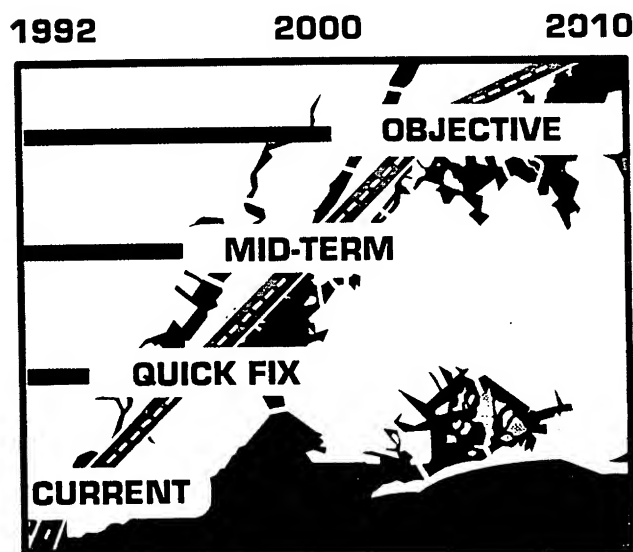 1992 2000 2010
OBJECTIVE
MID-TERM
QUICK FIX
CURRENT